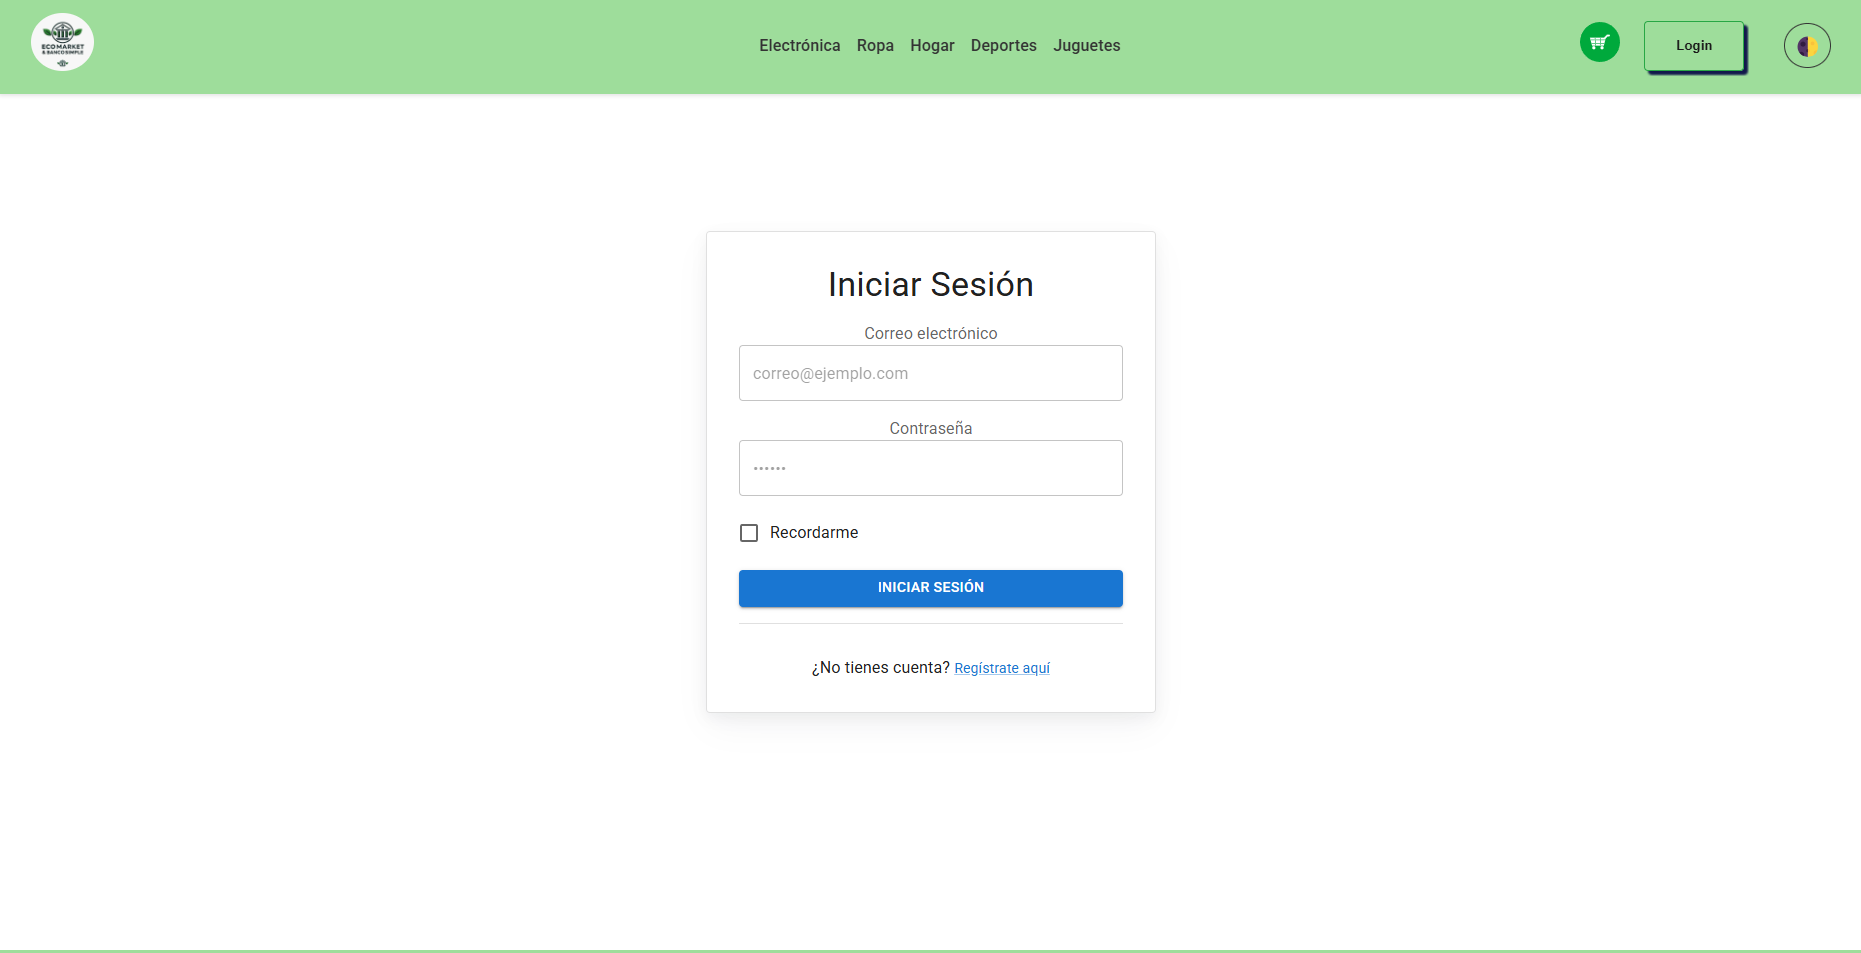 ECOMARKET
& BANCOSIMPLE
Electrónica Ropa Hogar Deportes Juguetes
Login
Iniciar Sesión
Correo electrónico
correo@ejemplo.com
Contraseña
••••••
Recordarme
INICIAR SESIÓN
¿No tienes cuenta? Regístrate aquí